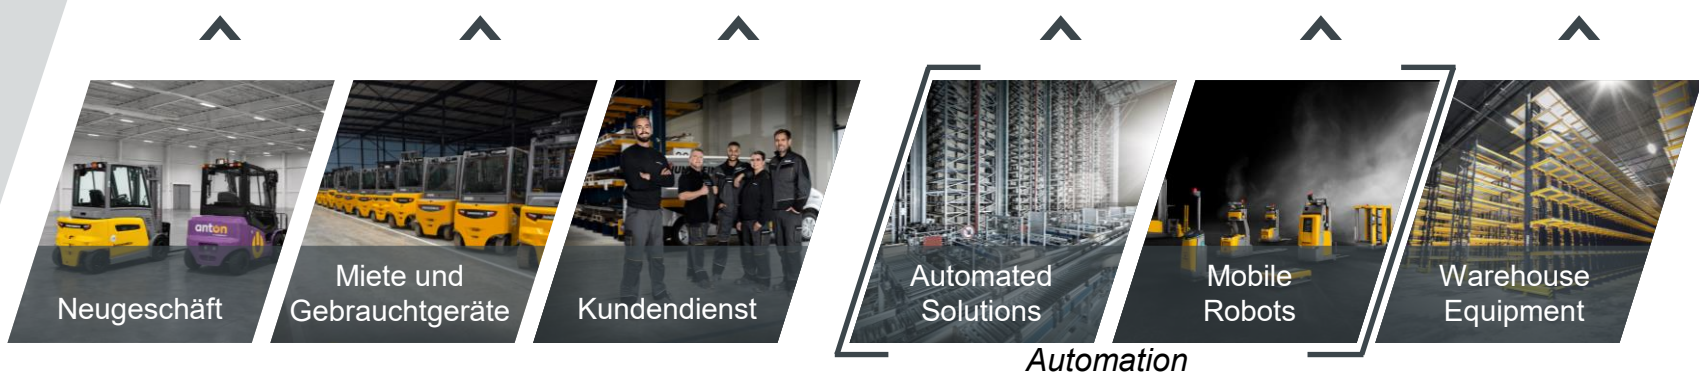 anton
Neugeschäft
Miete und
Gebrauchtgeräte
Kundendienst
Automated
Solutions
Mobile
Robots
Warehouse
Equipment
Automation